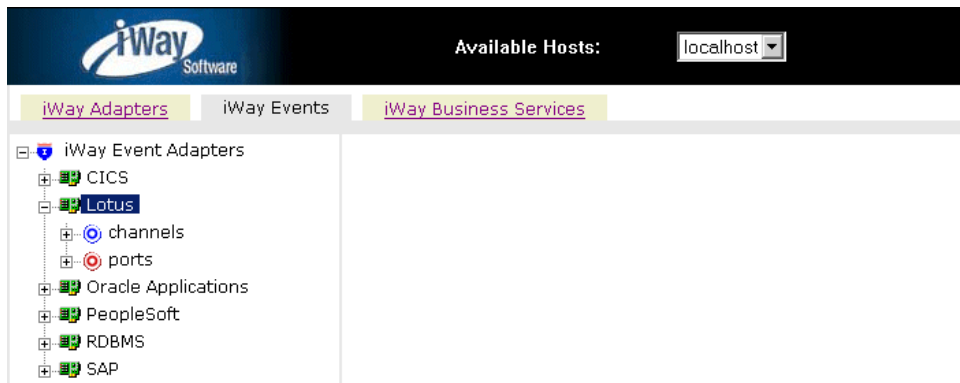 iWay Software
Available Hosts: localhost
iWay Adapters iWay Events iWay Business Services
iWay Event Adapters
CICS
Lotus
channels
ports
Oracle Applications
PeopleSoft
RDBMS
SAP